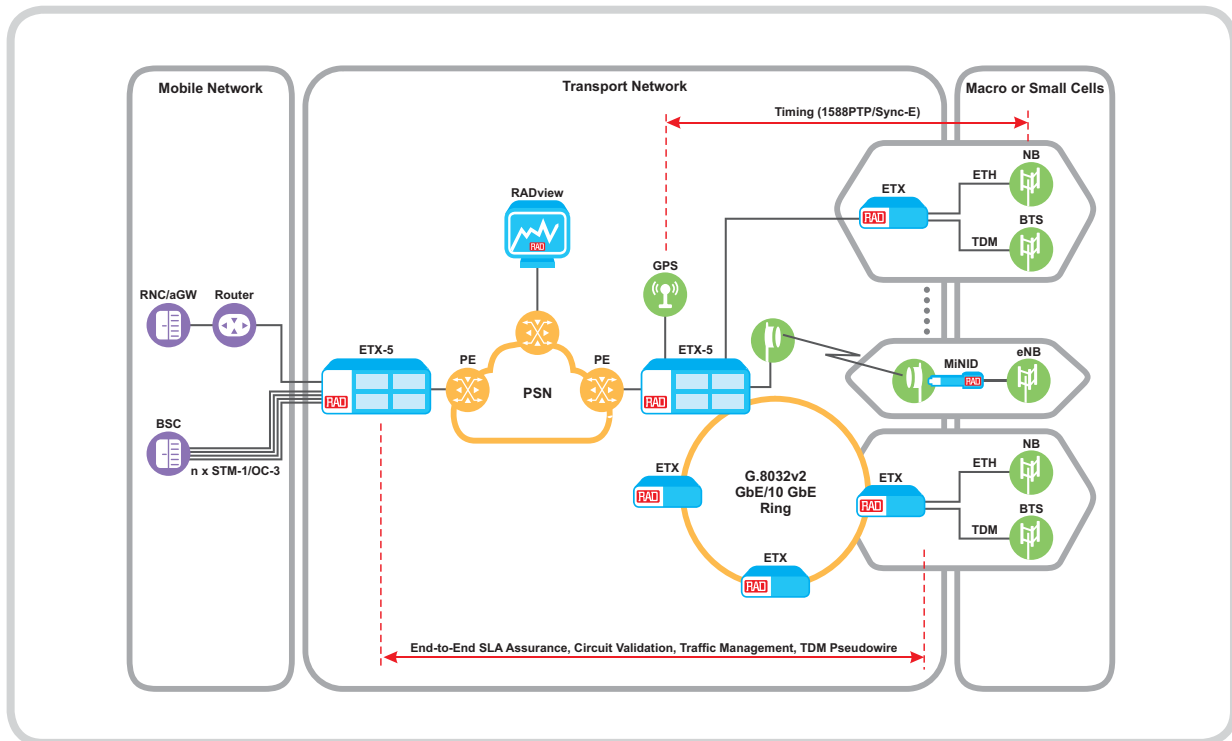 Mobile Network
Transport Network
Macro or Small Cells
Timing (1588PTP/Sync-E)
NB
ETH
ETX
RAD
BTS
TDM
RADview
RAD
GPS
RNC/aGW
Router
ETX-5
RAD
PE
PSN
PE
ETX-5
RAD
MiNID
RAD
eNB
BSC
n x STM-1/OC-3
ETX
RAD
G.8032v2
GbE/10 GbE
Ring
ETX
RAD
NB
ETH
BTS
TDM
ETX
RAD
End-to-End SLA Assurance, Circuit Validation, Traffic Management, TDM Pseudowire